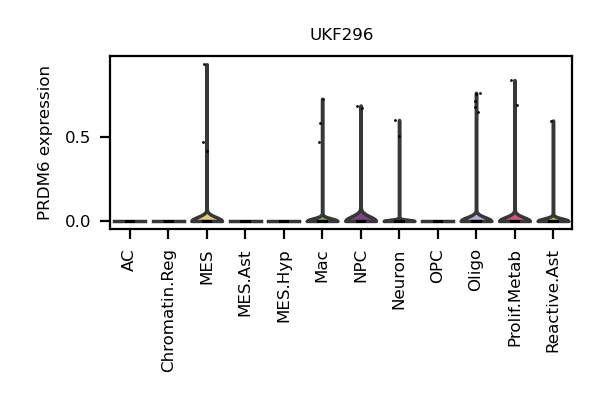 UKF296
PRDM6 expression
0.5
0.0
AC
Chromatin.Reg
MES
MES.Ast
MES.Hyp
Mac
NPC
Neuron
OPC
Oligo
Prolif.Metab
Reactive.Ast